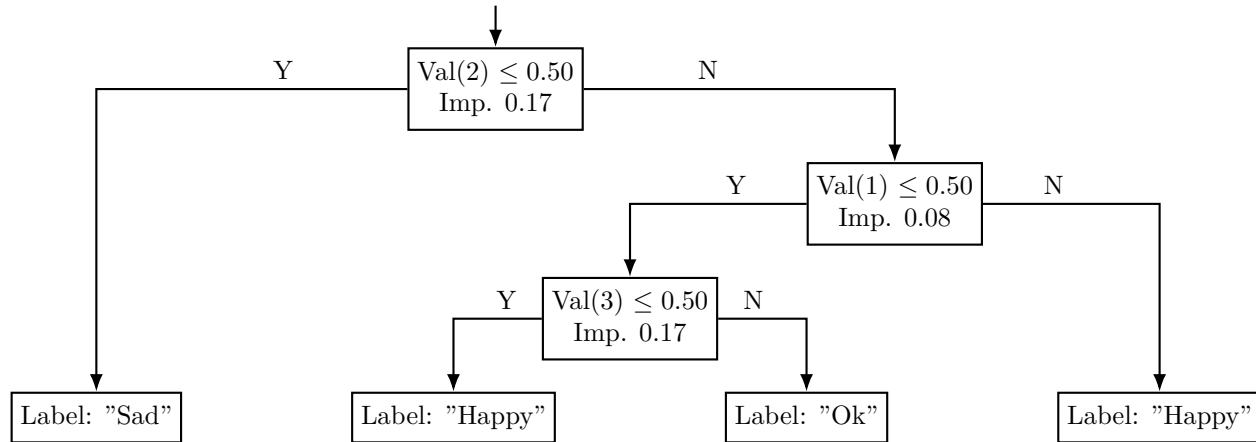 Y
Val(2) ≤ 0.50
Imp. 0.17
N
Y
Val(1) ≤ 0.50
Imp. 0.08
N
Y
Val(3) ≤ 0.50
Imp. 0.17
N
Label: ”Sad”
Label: ”Happy”
Label: ”Ok”
Label: ”Happy”